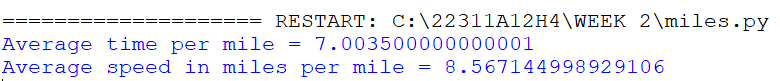 ==================== RESTART: C:\22311A12H4\WEEK 2\miles.py
Average time per mile = 7.003500000000001
Average speed in miles per mile = 8.567144998929106